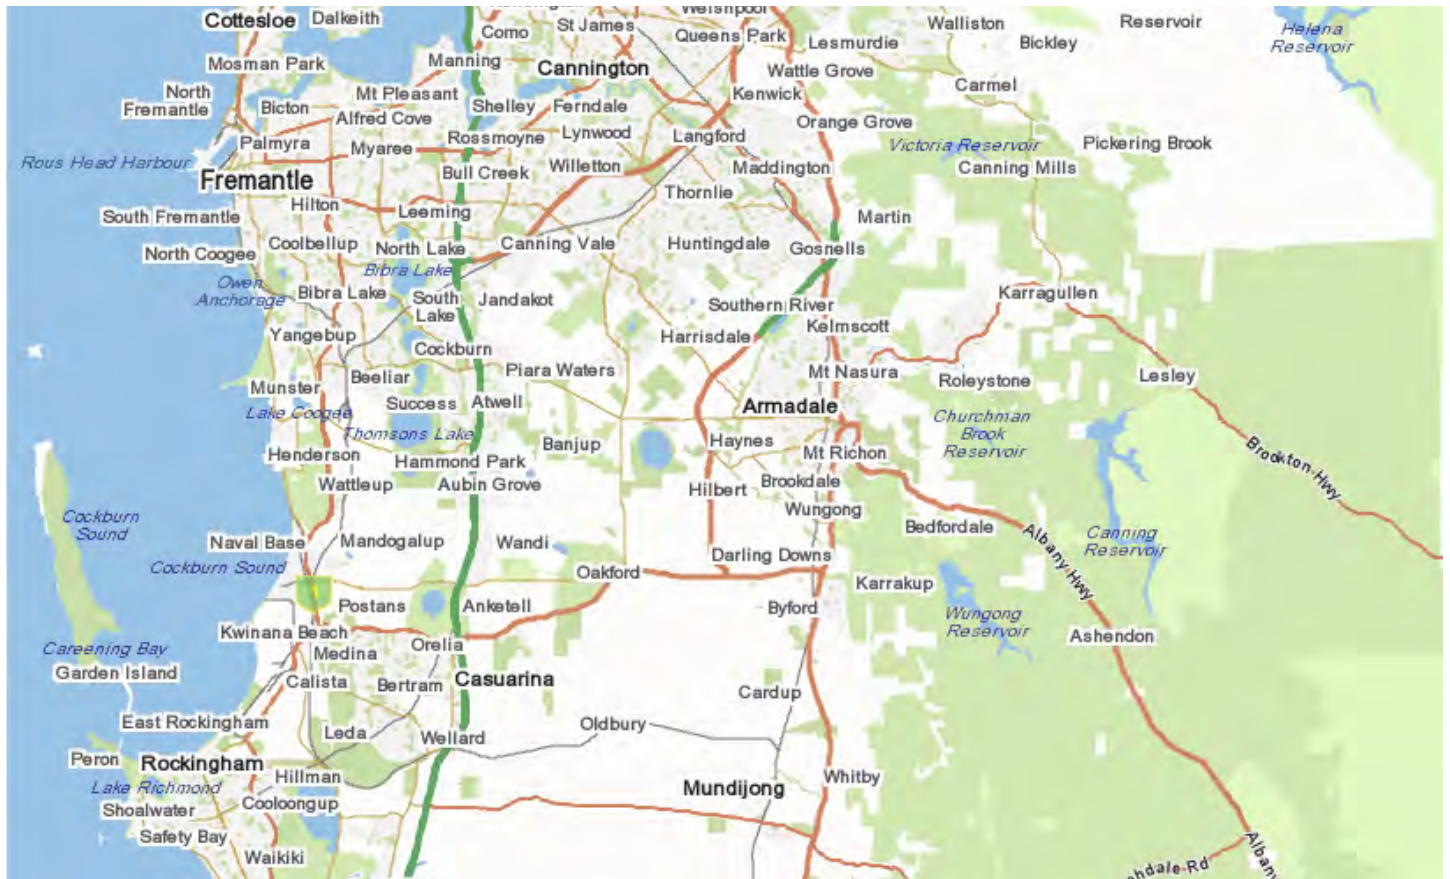 Cottesloe
Dalkeith
Como
St James
Welshpool
Queens Park
Lesmurdie
Walliston
Bickley
Reservoir
Helena
Reservoir
Mosman Park
Manning
Cannington
Wattle Grove
Carmel
North
Fremantle
Bicton
Mt Pleasant
Shelley
Ferndale
Kenwick
Alfred Cove
Orange Grove
Palmyra
Myaree
Rossmoyne
Lynwood
Langford
Victoria Reservoir
Pickering Brook
Rous Head Harbour
Fremantle
Bull Creek
Willetton
Maddington
Canning Mills
Hilton
Leeming
Thornlie
Martin
South Fremantle
North Coogee
Coolbellup
North Lake
Canning Vale
Huntingdale
Gosnells
Bibra Lake
Owen
Anchorage
Bibra Lake
South
Lake
Jandakot
Southern River
Karragullen
Yangebup
Cockburn
Harrisdale
Kelmscott
Munster
Beeliar
Piara Waters
Mt Nasura
Roleystone
Lesley
Lake Coogee
Success
Atwell
Armadale
Churchman
Brook
Reservoir
Thomsons Lake
Banjup
Haynes
Mt Richon
Brockton Hwy
Henderson
Hammond Park
Wattleup
Aubin Grove
Hilbert
Brookdale
Wungong
Cockburn
Sound
Bedfordale
Albany Hwy
Canning
Reservoir
Naval Base
Mandogalup
Wandi
Darling Downs
Cockburn Sound
Oakford
Karrakup
Postans
Anketell
Byford
Wungong
Reservoir
Kwinana Beach
Orelia
Ashendon
Careening Bay
Medina
Garden Island
Calista
Bertram
Casuarina
Cardup
East Rockingham
Leda
Wellard
Oldbury
Peron
Rockingham
Hillman
Mundijong
Whitby
Lake Richmond
Shoalwater
Cooloongup
Safety Bay
Waikiki
Albany
hdale Rd